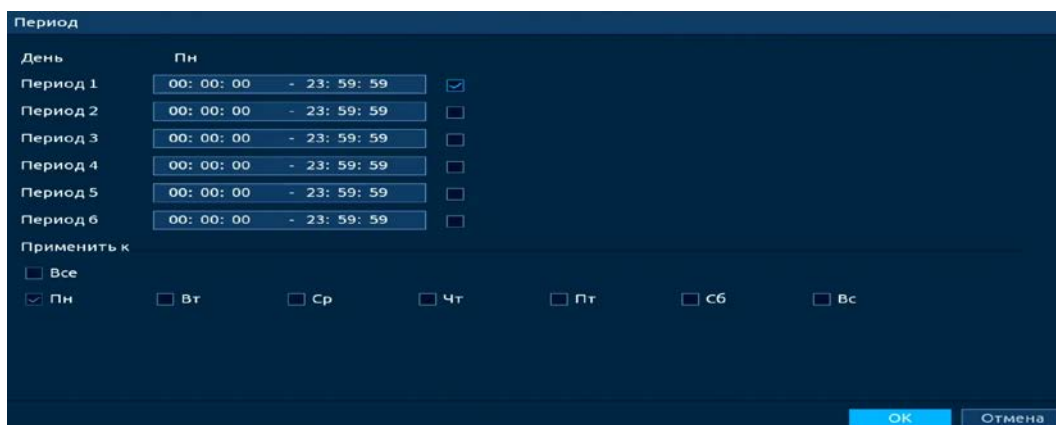 Период
День Пн
Период 1 00: 00: 00 - 23: 59: 59
Период 2 00: 00: 00 - 23: 59: 59
Период 3 00: 00: 00 - 23: 59: 59
Период 4 00: 00: 00 - 23: 59: 59
Период 5 00: 00: 00 - 23: 59: 59
Период 6 00: 00: 00 - 23: 59: 59
Применить к
Все
Пн Вт Ср Чт Пт Сб Вс
OK Отмена